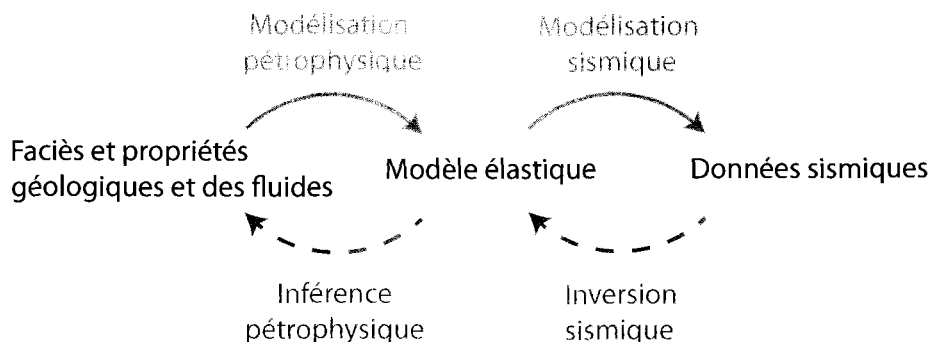 Modélisation
pétrophysique
Modélisation
sismique
Faciès et propriétés
géologiques et des fluides
Modèle élastique
Données sismiques
Inférence
pétrophysique
Inversion
sismique